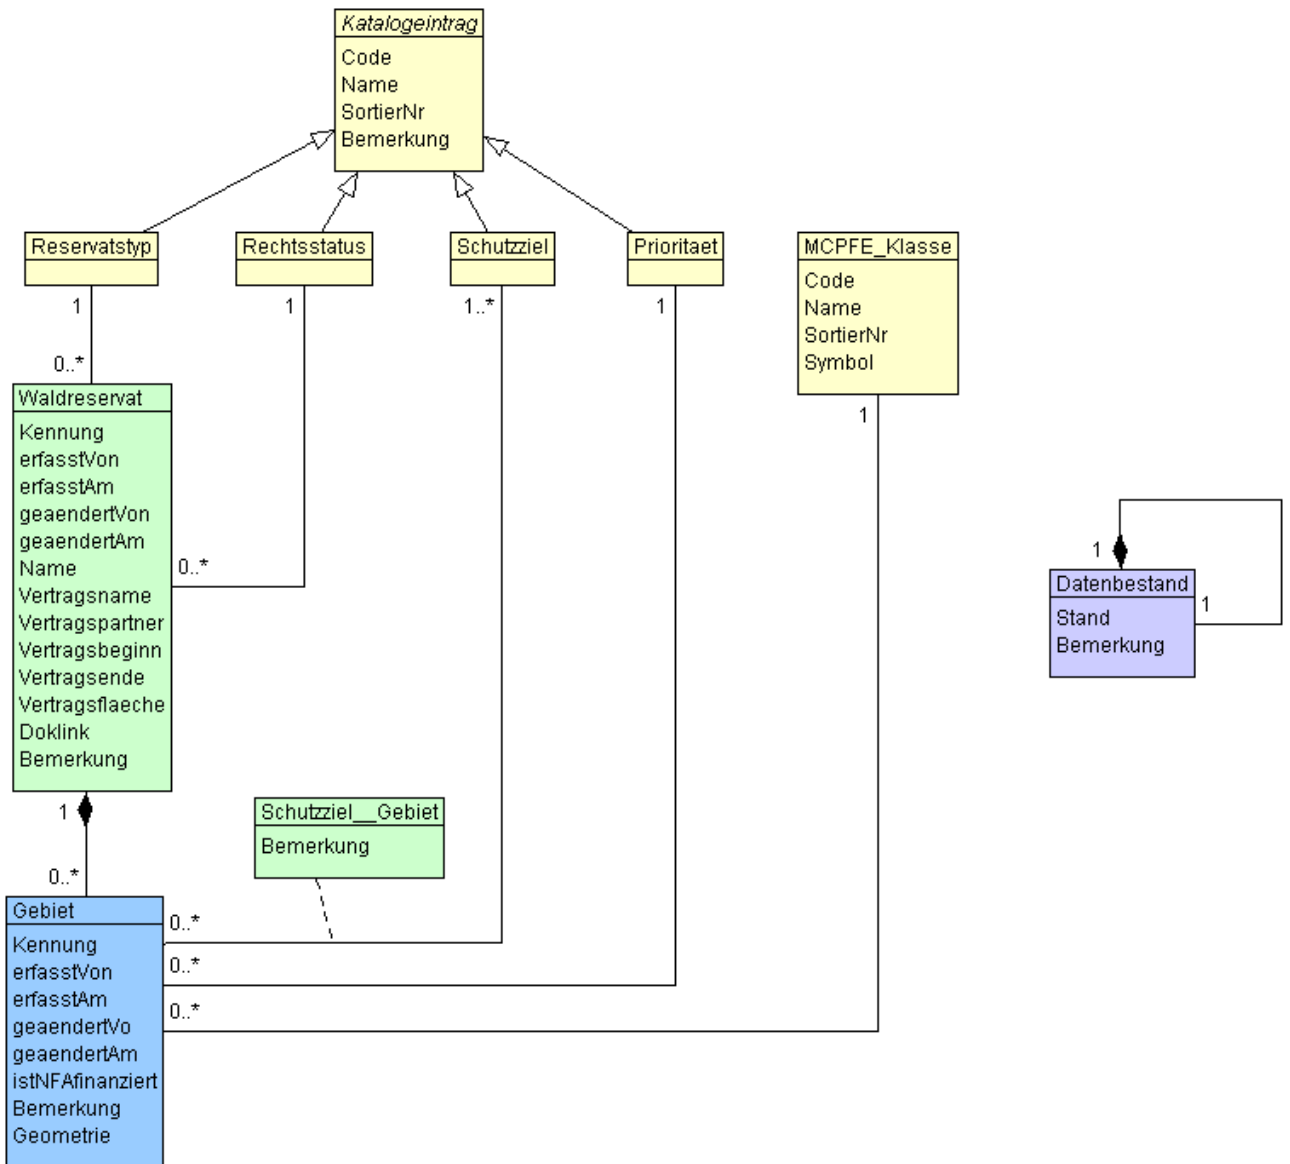 Katalogeintrag
Code
Name
SortierNr
Bemerkung
Reservatstyp
Rechtsstatus
Schutzziel
Prioritaet
MCPFE_Klasse
Code
Name
SortierNr
Symbol
1
1
1..*
1
0..*
1
Waldreservat
Kennung
erfasstVon
erfasstAm
geaendertVon
geaendertAm
Name
Vertragsname
Vertragspartner
Vertragsbeginn
Vertragsende
Vertragsflaeche
Doklink
Bemerkung
0..*
1
Datenbestand
Stand
Bemerkung
1
1
Schutzziel__Gebiet
Bemerkung
0..*
Gebiet
Kennung
erfasstVon
erfasstAm
geaendertVo
geaendertAm
istNFAfinanziert
Bemerkung
Geometrie
0..*
0..*
0..*